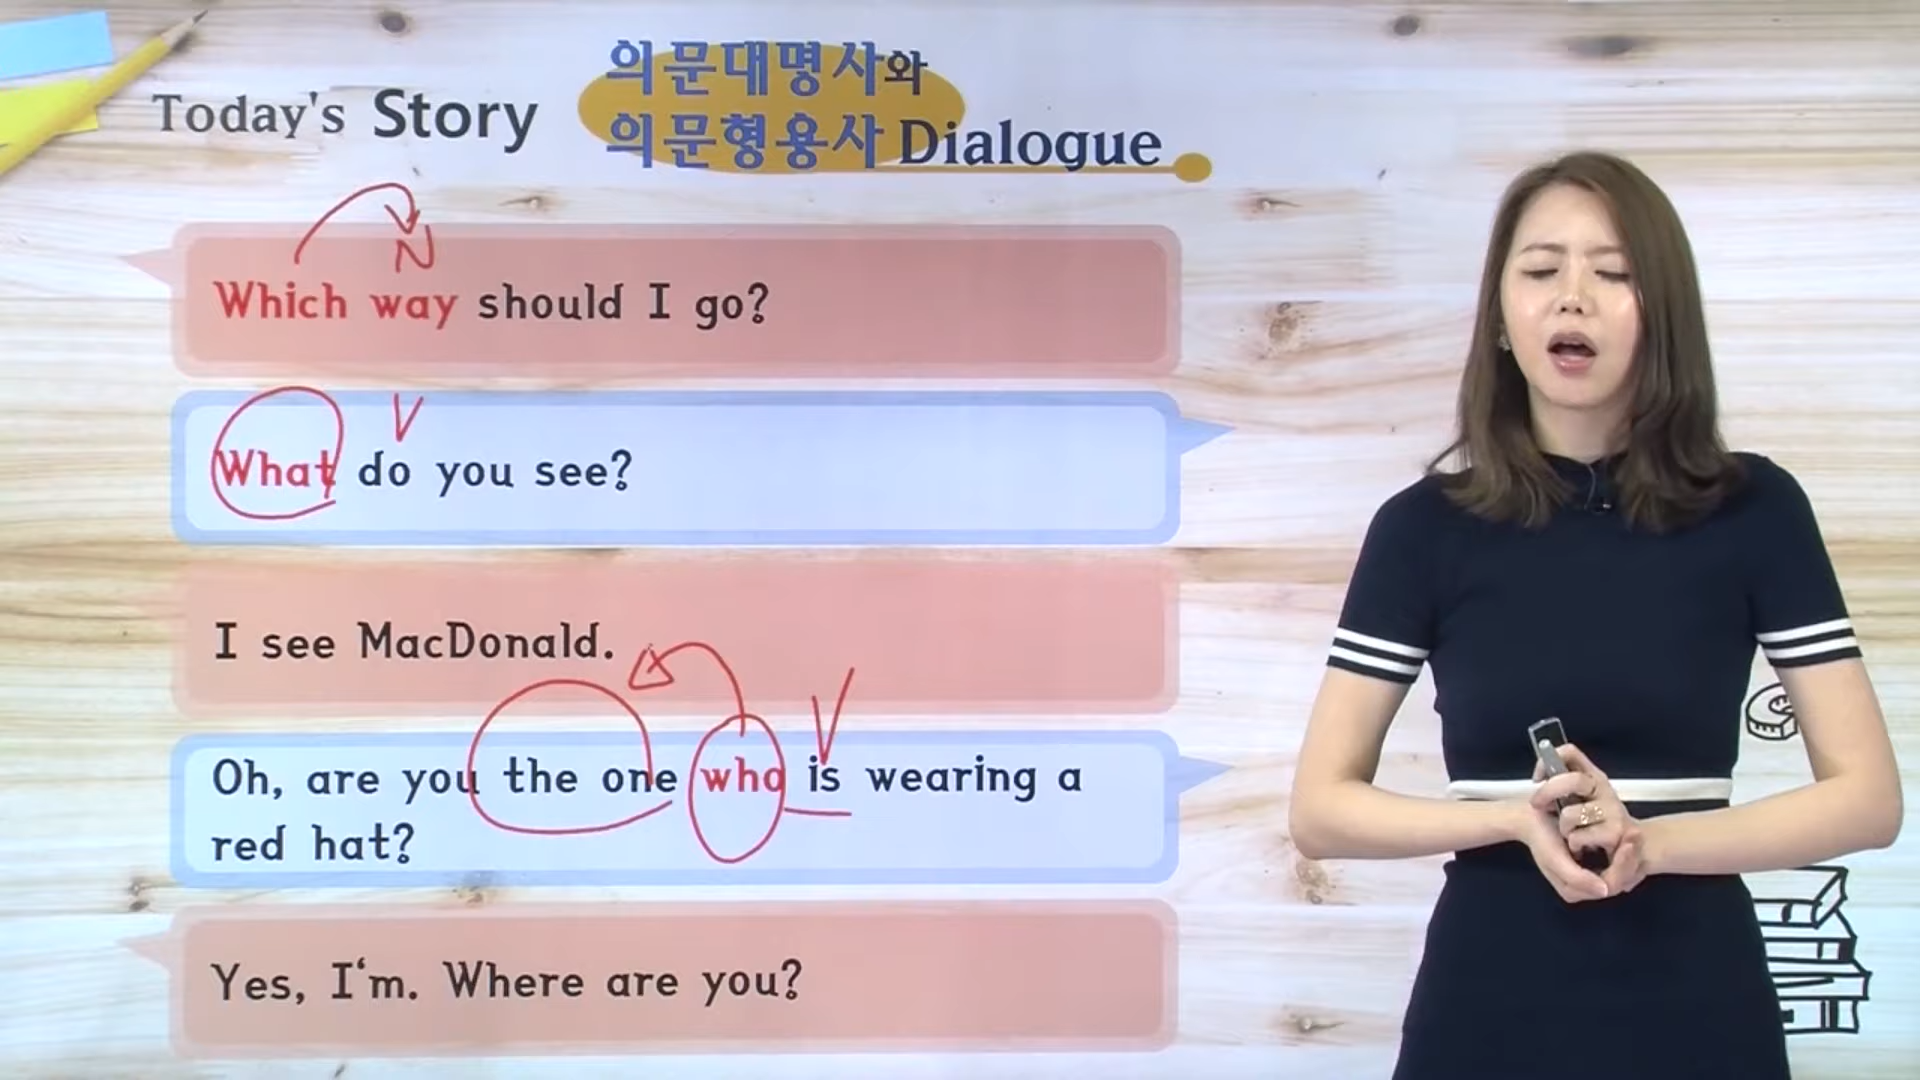 Today's Story
의문대명사와
의문형용사 Dialogue
N
Which way should I go?
V
What do you see?
I see MacDonald.
V
Oh, are you the one who is wearing a
red hat?
Yes, I‘m. Where are you?